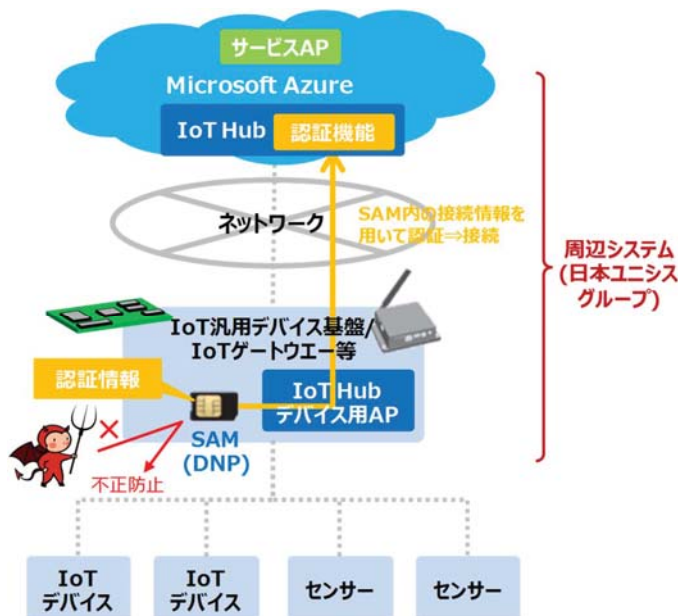 サービスAP
Microsoft Azure
IoT Hub
認証機能
ネットワーク
SAM内の接続情報を
用いて認証⇒接続
周辺システム
(日本ユニシス
グループ)
IoT汎用デバイス基盤/
IoTゲートウエー等
認証情報
IoT Hub
デバイス用AP
SAM
(DNP)
×
不正防止
IoT
デバイス
IoT
デバイス
センサー
センサー